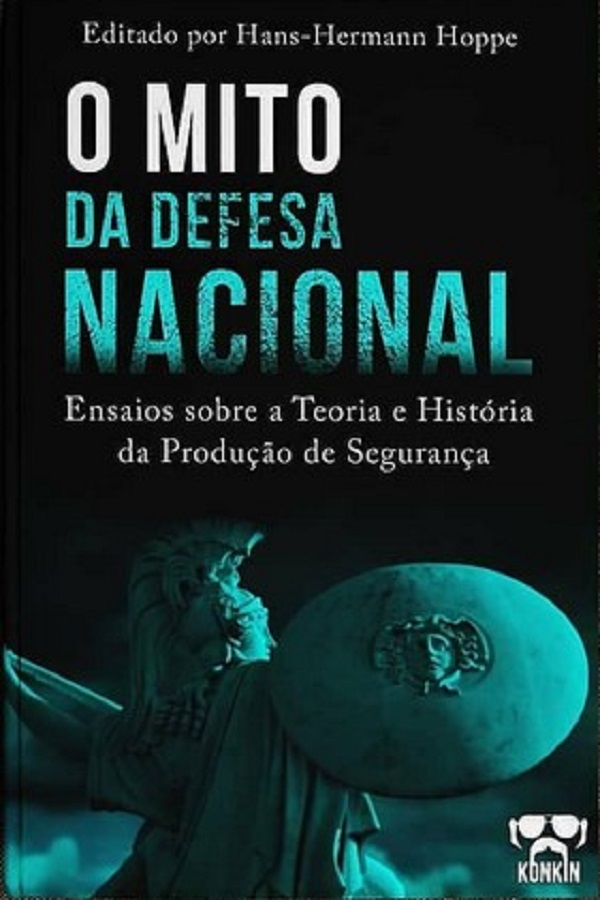 Editado por Hans-Hermann Hoppe
O MITO
DA DEFESA
NACIONAL
Ensaios sobre a Teoria e História
da Produção de Segurança
KONKIN